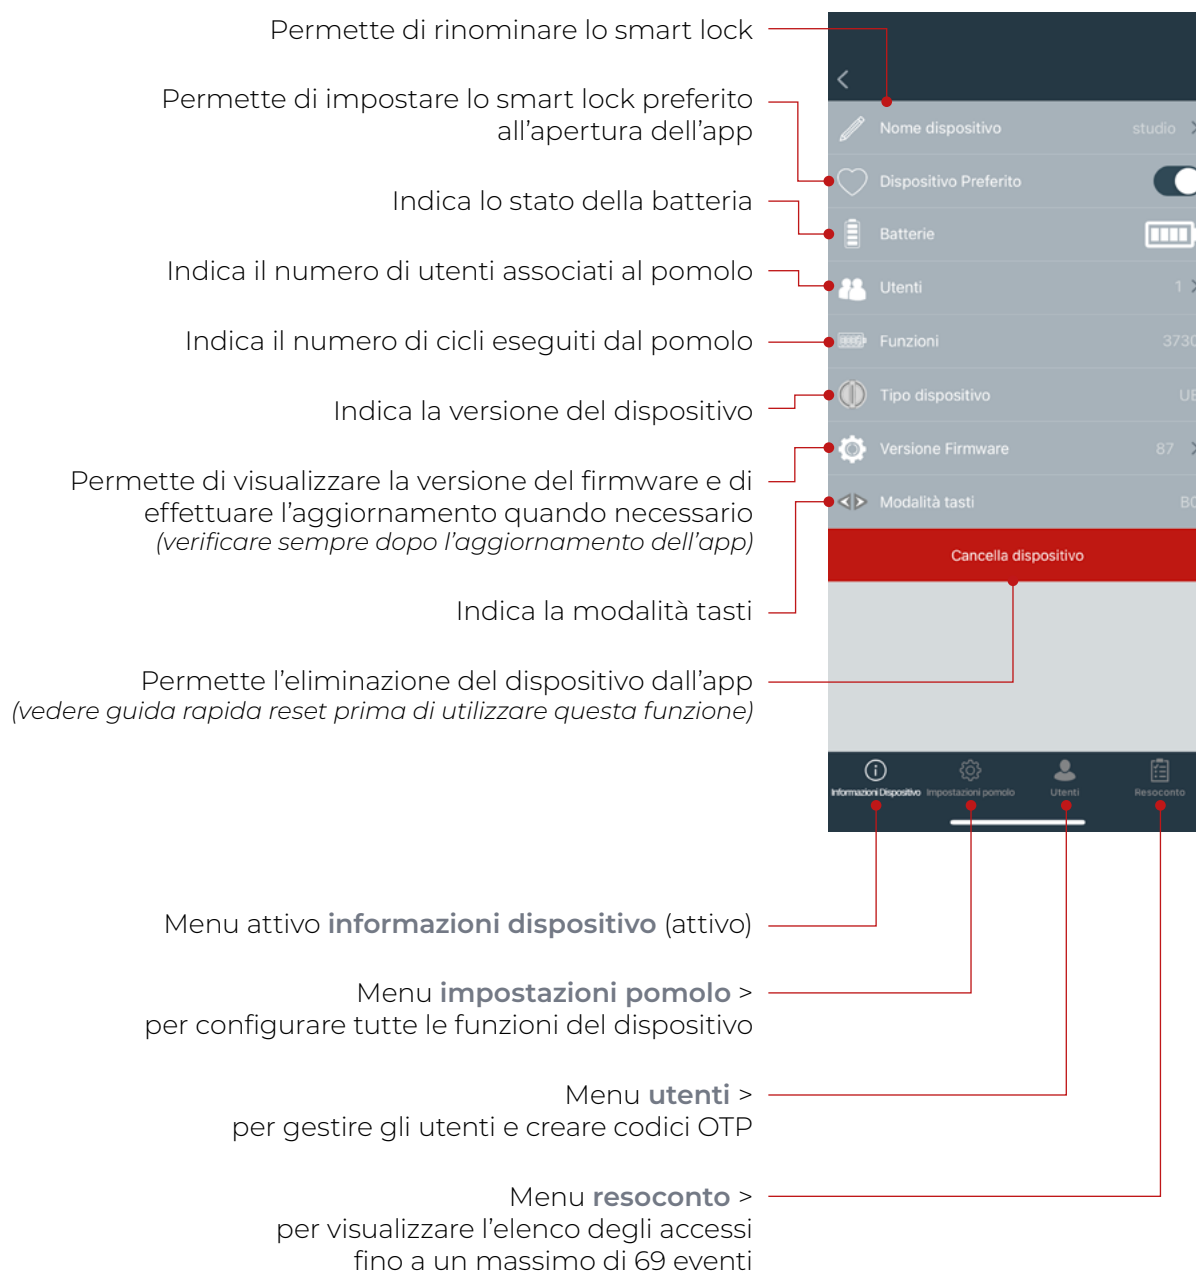 Permette di rinominare lo smart lock
Permette di impostare lo smart lock preferito
all’apertura dell’app
Indica lo stato della batteria
Indica il numero di utenti associati al pomolo
Indica il numero di cicli eseguiti dal pomolo
Indica la versione del dispositivo
Permette di visualizzare la versione del firmware e di
effettuare l’aggiornamento quando necessario
(verificare sempre dopo l’aggiornamento dell’app)
Indica la modalità tasti
Permette l’eliminazione del dispositivo dall’app
(vedere guida rapida reset prima di utilizzare questa funzione)
Nome dispositivo studio
Dispositivo Preferito
Batterie
Utenti 1
Funzioni 3730
Tipo dispositivo
Versione Firmware 87
Modalità tasti
Cancella dispositivo
Informazioni Dispositivo Impostazioni pomolo Utenti Resoconto
Menu attivo informazioni dispositivo (attivo)
Menu impostazioni pomolo >
per configurare tutte le funzioni del dispositivo
Menu utenti >
per gestire gli utenti e creare codici OTP
Menu resoconto >
per visualizzare l’elenco degli accessi
fino a un massimo di 69 eventi